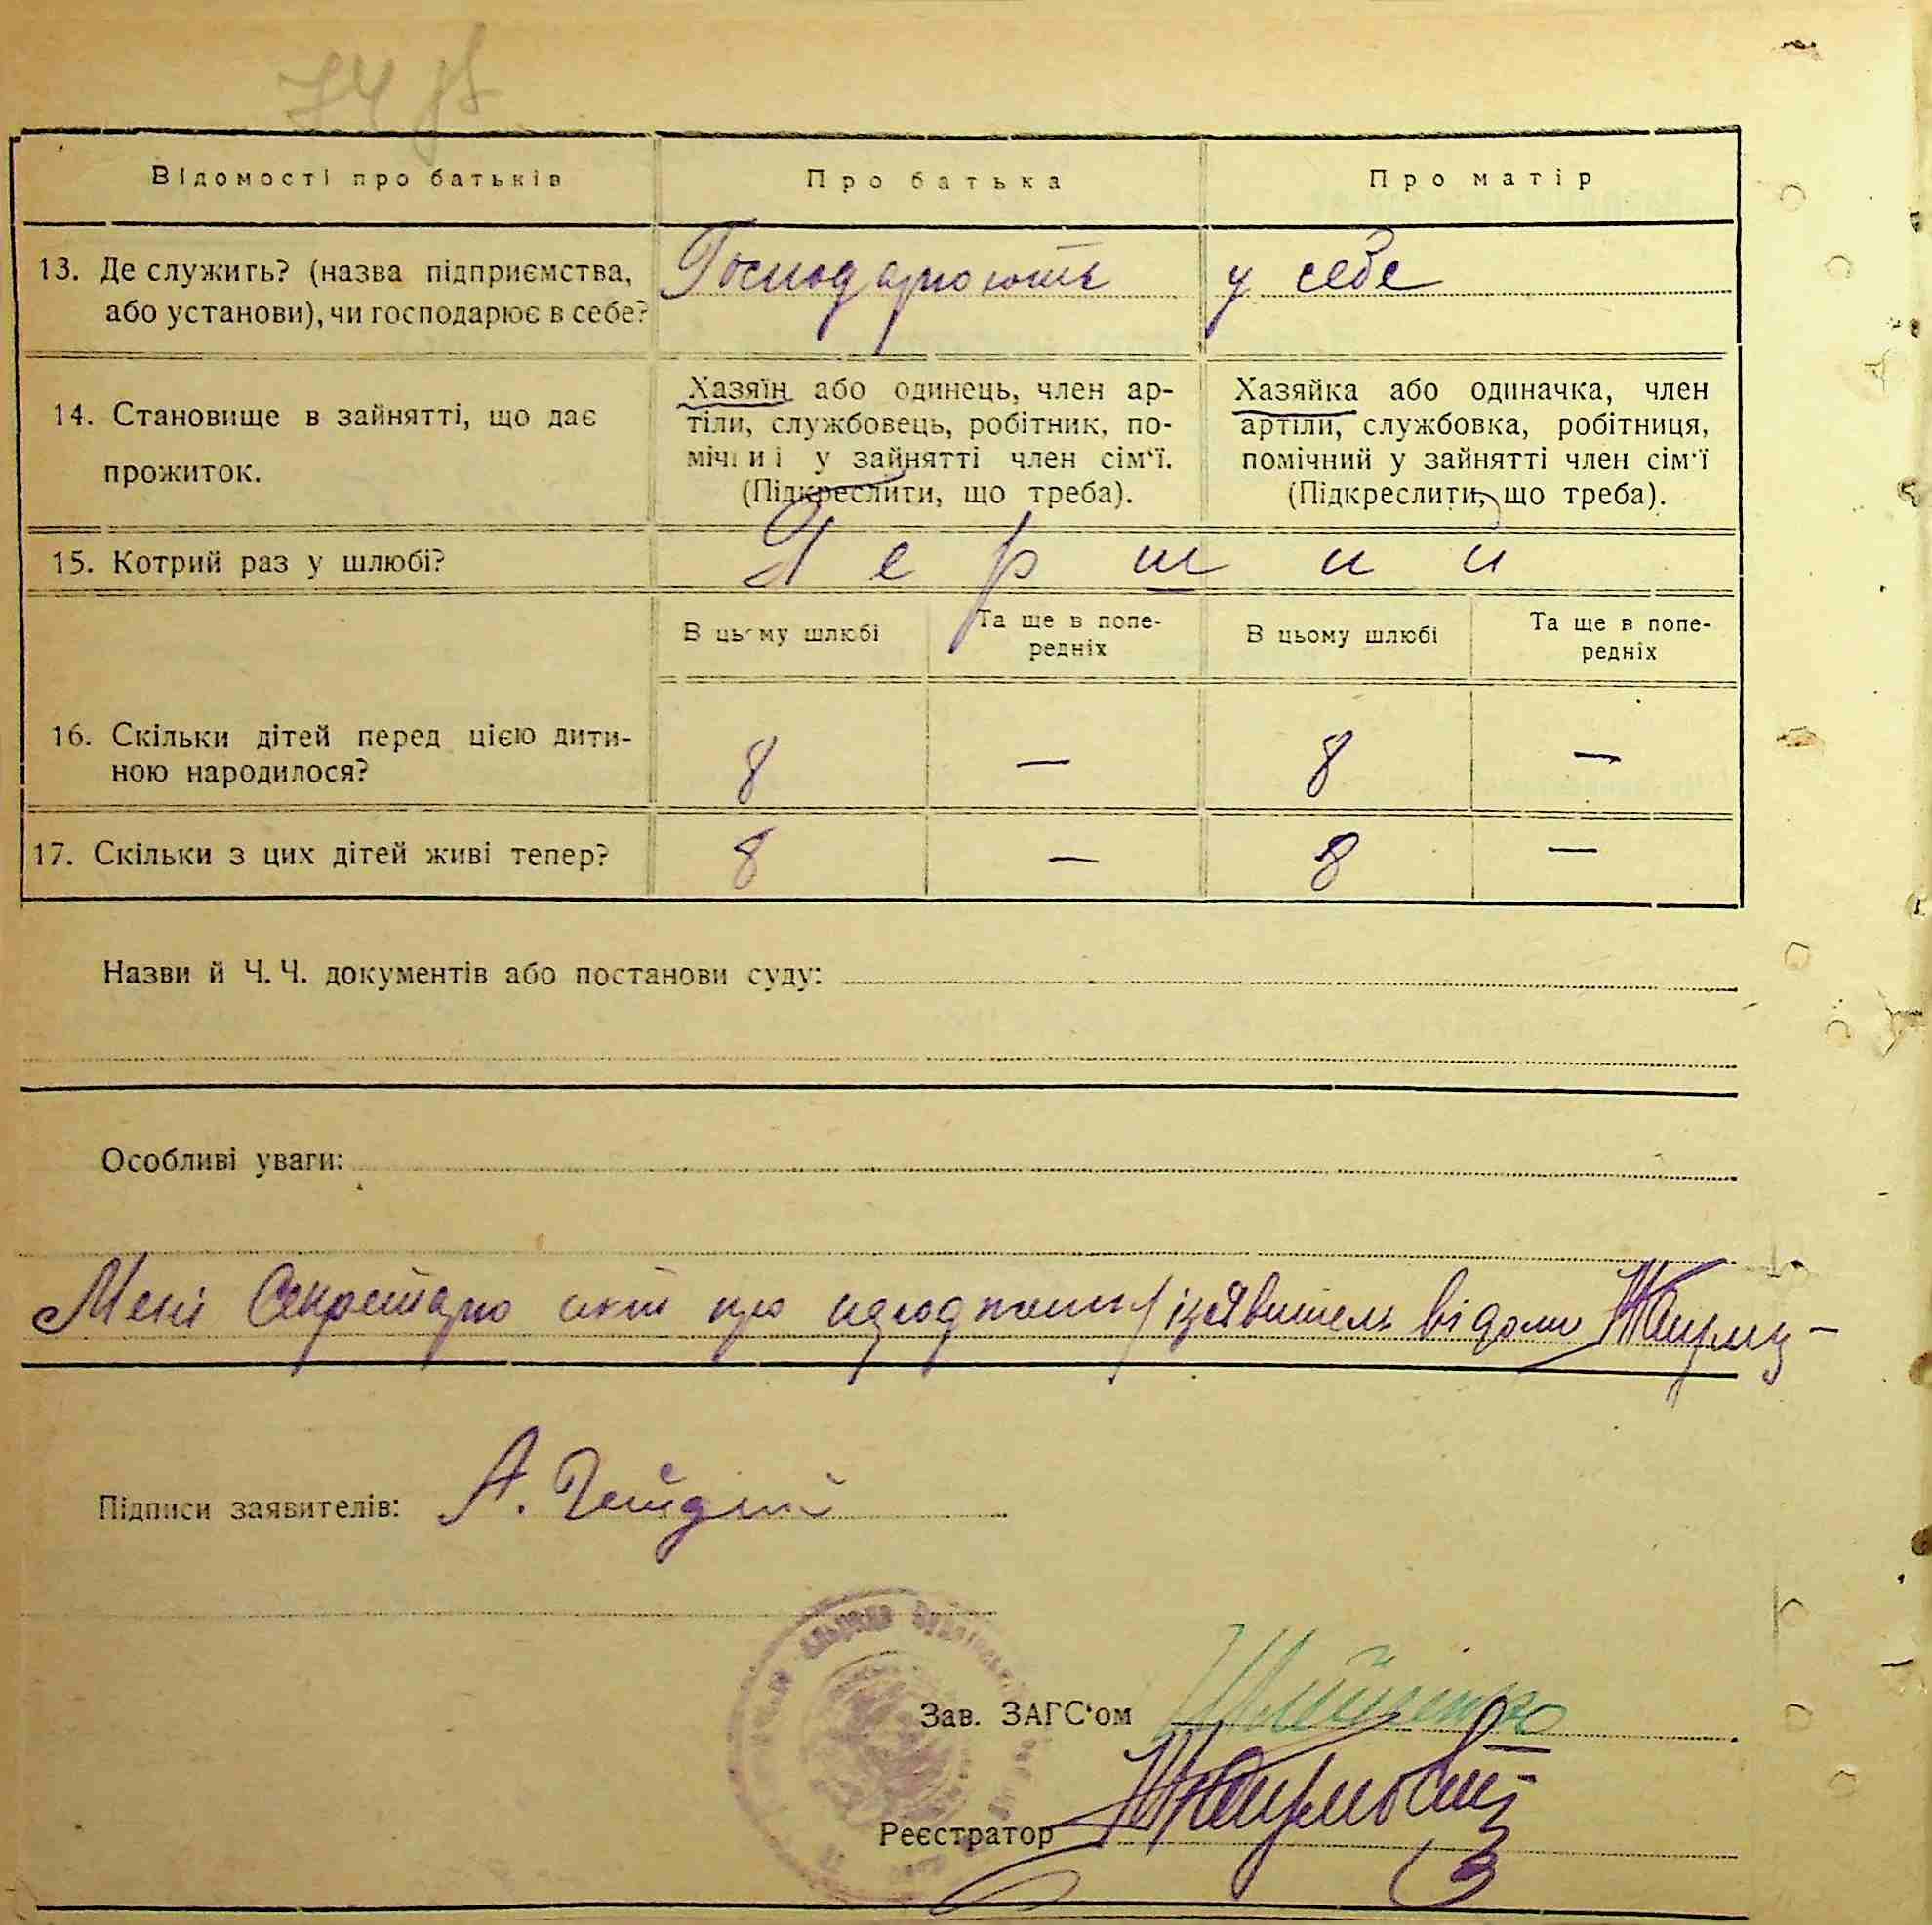 74
Відомості про батьків Про батька Про матір
13. Де служить? (назва підприємства, Господарюють у себе
або установи), чи господарює в себе?
14. Становище в зайнятті, що дає
прожиток.
Хазяїн або одинець, член ар-
тіли, службовець, робітник, по-
мічний у зайнятті член сім‘ї.
(Підкреслити, що треба).
Хазяйка або одиначка, член
артіли, службовка, робітниця,
помічний у зайнятті член сім‘ї
(Підкреслити, що треба).
15. Котрий раз у шлюбі? Перший
В цьому шлюбі Та ще в попе-
редніх
В цьому шлюбі Та ще в попе-
редніх
16. Скільки дітей перед цією дити-
ною народилося? 8 — 8 —
17. Скільки з цих дітей живі тепер? 8 — 8 —
Назви й Ч. Ч. документів або постанови суду:
Особливі уваги:
Мені Секретарю акт про відомо
Підписи заявителів: А.
Зав. ЗАГС‘ом
Реєстратор